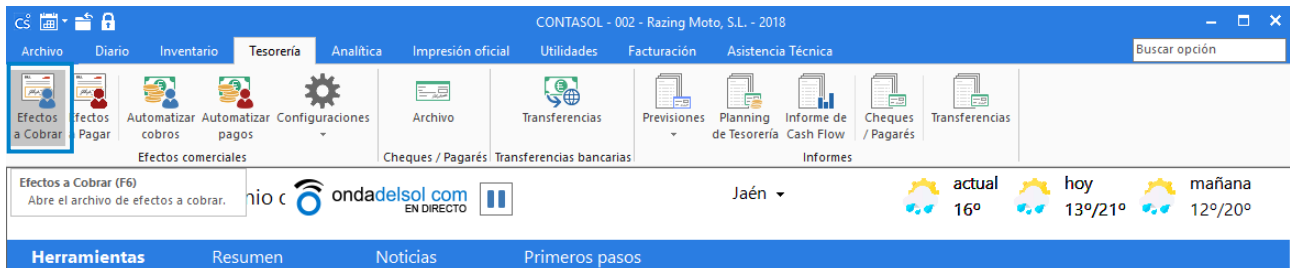 CS
CONTASOL - 002 - Razing Moto, S.L. - 2018
Archivo Diario Inventario Tesorería Analítica Impresión oficial Utilidades Facturación Asistencia Técnica Buscar opción
Efectos a Cobrar
Efectos a Pagar
Automatizar cobros
Automatizar pagos
Configuraciones
Archivo
Transferencias
Previsiones
Planning de Tesorería
Informe de Cash Flow
Cheques / Pagarés
Transferencias
Efectos comerciales Cheques / Pagarés Transferencias bancarias Informes
Efectos a Cobrar (F6)
Abre el archivo de efectos a cobrar.
nio
ondadelsol com
EN DIRECTO
Jaén
actual
16º
hoy
13º/21º
mañana
12º/20º
Herramientas Resumen Noticias Primeros pasos